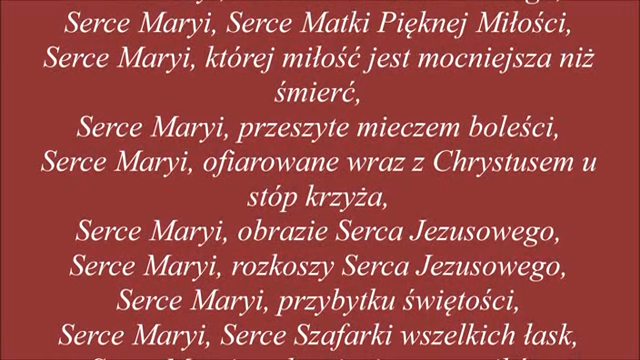 Serce Maryi, Serce Matki Pięknej Miłości,
Serce Maryi, której miłość jest mocniejsza niż
śmierć,
Serce Maryi, przeszyte mieczem boleści,
Serce Maryi, ofiarowane wraz z Chrystusem u
stóp krzyża,
Serce Maryi, obrazie Serca Jezusowego,
Serce Maryi, rozkoszy Serca Jezusowego,
Serce Maryi, przybytku świętości,
Serce Maryi, Serce Szafarki wszelkich łask,